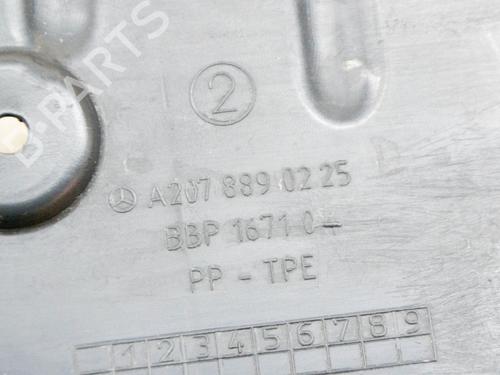 B-PARTS
2
A207 889 02 25
BBP 1671 0
PP - TPE
1 2 3 4 5 6 7 8 9